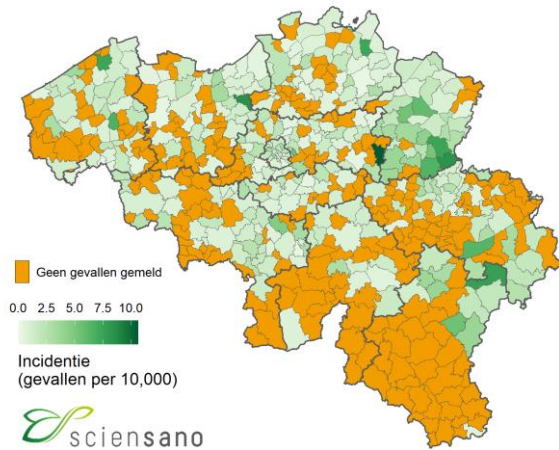 Geen gevallen gemeld
0.0 2.5 5.0 7.5 10.0
Incidentie
(gevallen per 10,000)
sciensano